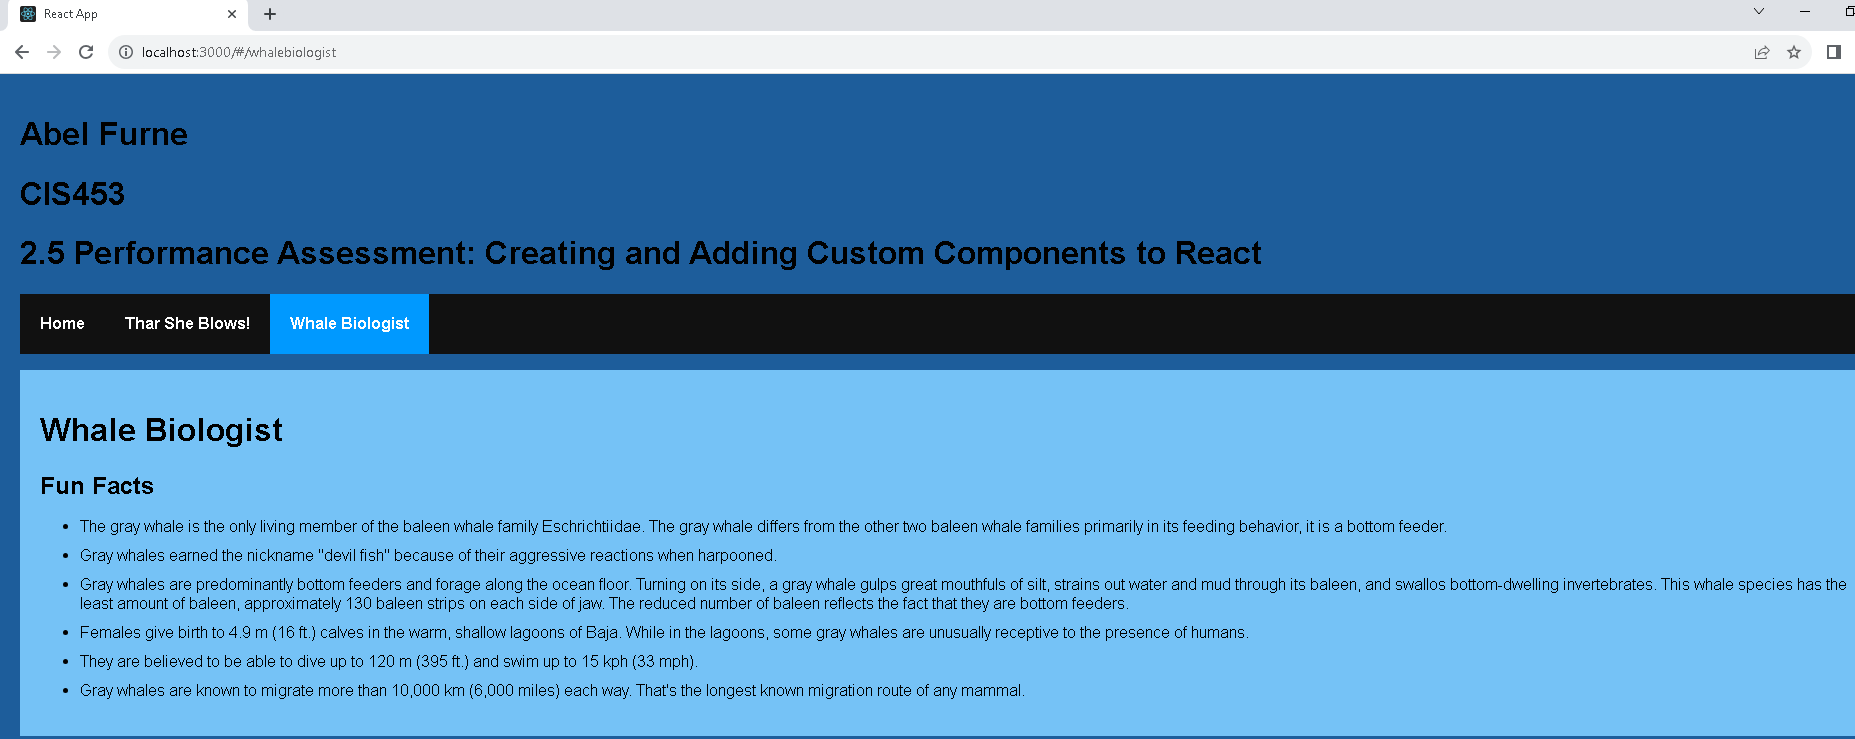 React App
localhost:3000/#/whalebiologist
Abel Furne
CIS453
2.5 Performance Assessment: Creating and Adding Custom Components to React
Home Thar She Blows! Whale Biologist
Whale Biologist
Fun Facts
• The gray whale is the only living member of the baleen whale family Eschrichtiidae. The gray whale differs from the other two baleen whale families primarily in its feeding behavior, it is a bottom feeder.
• Gray whales earned the nickname "devil fish" because of their aggressive reactions when harpooned.
• Gray whales are predominantly bottom feeders and forage along the ocean floor. Turning on its side, a gray whale gulps great mouthfuls of silt, strains out water and mud through its baleen, and swallos bottom-dwelling invertebrates. This whale species has the
least amount of baleen, approximately 130 baleen strips on each side of jaw. The reduced number of baleen reflects the fact that they are bottom feeders.
• Females give birth to 4.9 m (16 ft.) calves in the warm, shallow lagoons of Baja. While in the lagoons, some gray whales are unusually receptive to the presence of humans.
• They are believed to be able to dive up to 120 m (395 ft.) and swim up to 15 kph (33 mph).
• Gray whales are known to migrate more than 10,000 km (6,000 miles) each way. That's the longest known migration route of any mammal.